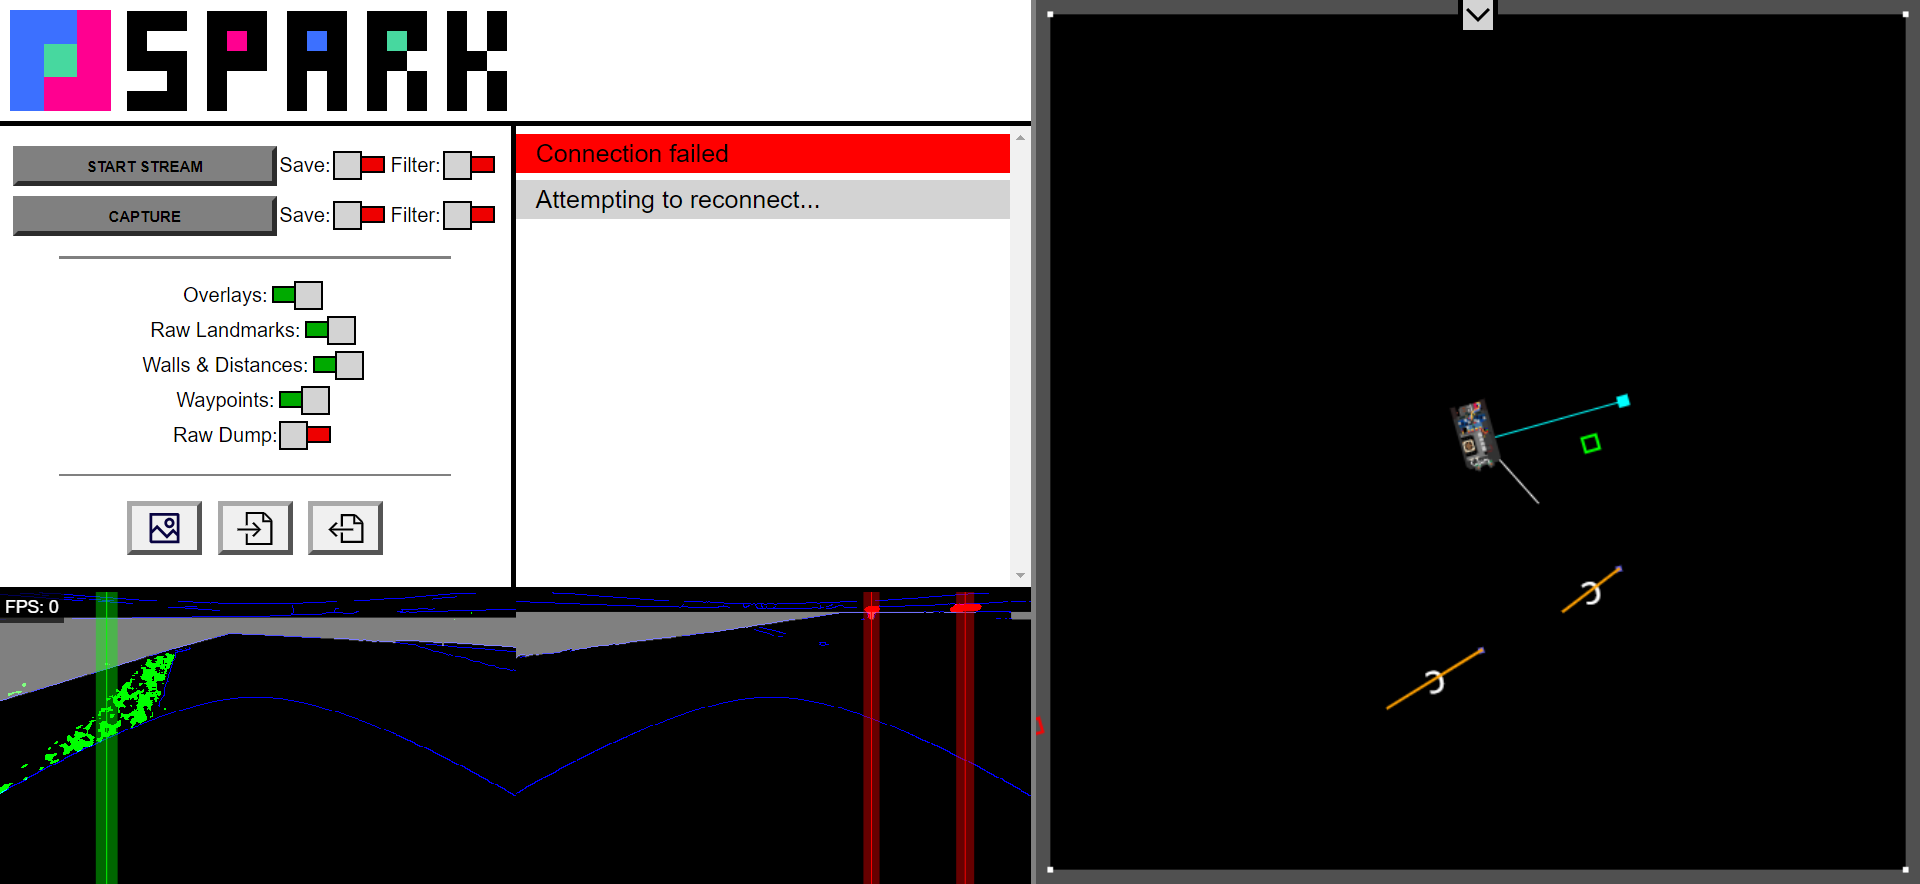 SPARK
START STREAM Save: Filter:
CAPTURE Save: Filter:
Overlays:
Raw Landmarks:
Walls & Distances:
Waypoints:
Raw Dump:
Connection failed
Attempting to reconnect...
FPS: 0